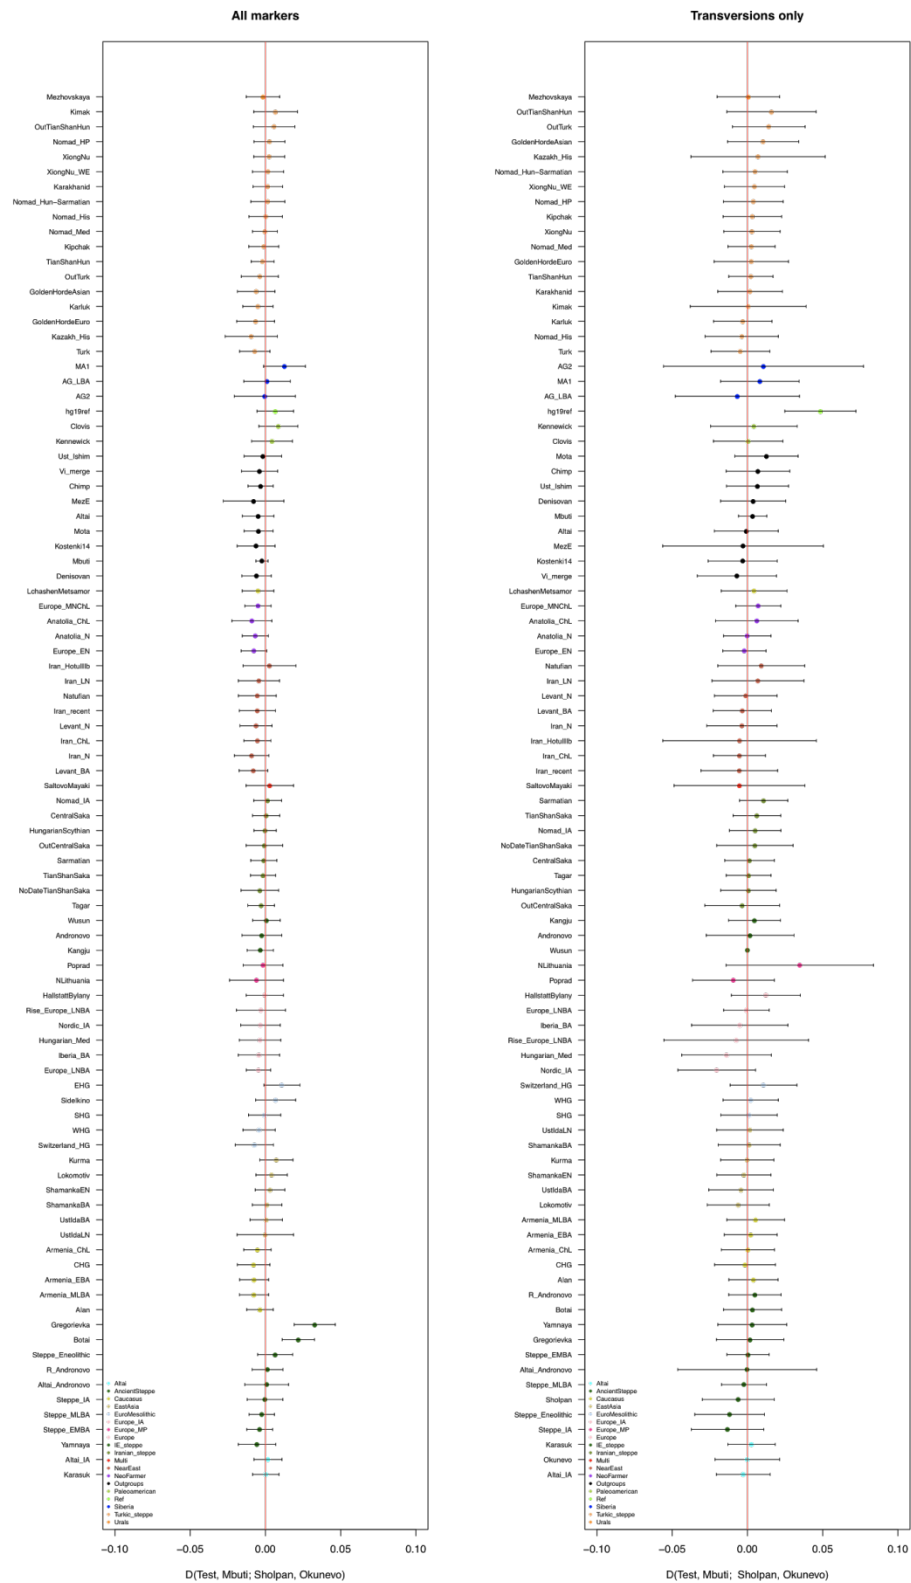 All markers
Mezhovskaya
Kimak
OutTianShanHun
Nomad_HP
XiongNu
XiongNu_WE
Karakhanid
Nomad_Hun−Sarmatian
Nomad_His
Nomad_Med
Kipchak
TianShanHun
OutTurk
GoldenHordeAsian
Karluk
GoldenHordeEuro
Kazakh_His
Turk
MA1
AG_LBA
AG2
hg19ref
Clovis
Kennewick
Ust_Ishim
Vi_merge
Chimp
MezE
Altai
Mota
Kostenki14
Mbuti
Denisovan
LchashenMetsamor
Europe_MNChL
Anatolia_ChL
Anatolia_N
Europe_EN
Iran_HotuIIIb
Iran_LN
Natufian
Iran_recent
Levant_N
Iran_ChL
Iran_N
Levant_BA
SaltovoMayaki
Nomad_IA
CentralSaka
HungarianScythian
OutCentralSaka
Sarmatian
TianShanSaka
NoDateTianShanSaka
Tagar
Wusun
Andronovo
Kangju
Poprad
NLithuania
HallstattBylany
Rise_Europe_LNBA
Nordic_IA
Hungarian_Med
Iberia_BA
Europe_LNBA
EHG
Sidelkino
SHG
WHG
Switzerland_HG
Kurma
Lokomotiv
ShamankaEN
ShamankaBA
UstIdaBA
UstIdaLN
Armenia_ChL
CHG
Armenia_EBA
Armenia_MLBA
Alan
Gregorievka
Botai
Steppe_Eneolithic
R_Andronovo
Altai_Andronovo
Steppe_IA
Steppe_MLBA
Steppe_EMBA
Yamnaya
Altai_IA
Karasuk
Altai
AncientSteppe
Caucasus
EastAsia
EuroMesolithic
Europe_IA
Europe_MP
Europe
IE_steppe
Iranian_steppe
Multi
NearEast
NeoFarmer
Outgroups
Paleoamerican
Ref
Siberia
Turkic_steppe
Urals
−0.10 −0.05 0.00 0.05 0.10
D(Test, Mbuti; Sholpan, Okunevo)
Transversions only
Mezhovskaya
OutTianShanHun
OutTurk
GoldenHordeAsian
Kazakh_His
Nomad_Hun−Sarmatian
XiongNu_WE
Nomad_HP
Kipchak
XiongNu
Nomad_Med
GoldenHordeEuro
TianShanHun
Karakhanid
Kimak
Karluk
Nomad_His
Turk
AG2
MA1
AG_LBA
hg19ref
Kennewick
Clovis
Mota
Chimp
Ust_Ishim
Denisovan
Mbuti
Altai
MezE
Kostenki14
Vi_merge
LchashenMetsamor
Europe_MNChL
Anatolia_ChL
Anatolia_N
Europe_EN
Natufian
Iran_LN
Levant_N
Levant_BA
Iran_N
Iran_HotuIIIb
Iran_ChL
Iran_recent
SaltovoMayaki
Sarmatian
TianShanSaka
Nomad_IA
NoDateTianShanSaka
CentralSaka
Tagar
HungarianScythian
OutCentralSaka
Kangju
Andronovo
Wusun
NLithuania
Poprad
HallstattBylany
Europe_LNBA
Iberia_BA
Rise_Europe_LNBA
Hungarian_Med
Nordic_IA
Switzerland_HG
WHG
SHG
UstIdaLN
ShamankaBA
Kurma
ShamankaEN
UstIdaBA
Lokomotiv
Armenia_MLBA
Armenia_EBA
Armenia_ChL
CHG
Alan
R_Andronovo
Botai
Yamnaya
Gregorievka
Steppe_EMBA
Altai_Andronovo
Steppe_MLBA
Sholpan
Steppe_Eneolithic
Steppe_IA
Karasuk
Okunevo
Altai_IA
Altai
AncientSteppe
Caucasus
EastAsia
EuroMesolithic
Europe_IA
Europe_MP
Europe
IE_steppe
Iranian_steppe
Multi
NearEast
NeoFarmer
Outgroups
Paleoamerican
Ref
Siberia
Turkic_steppe
Urals
−0.10 −0.05 0.00 0.05 0.10
D(Test, Mbuti; Sholpan, Okunevo)